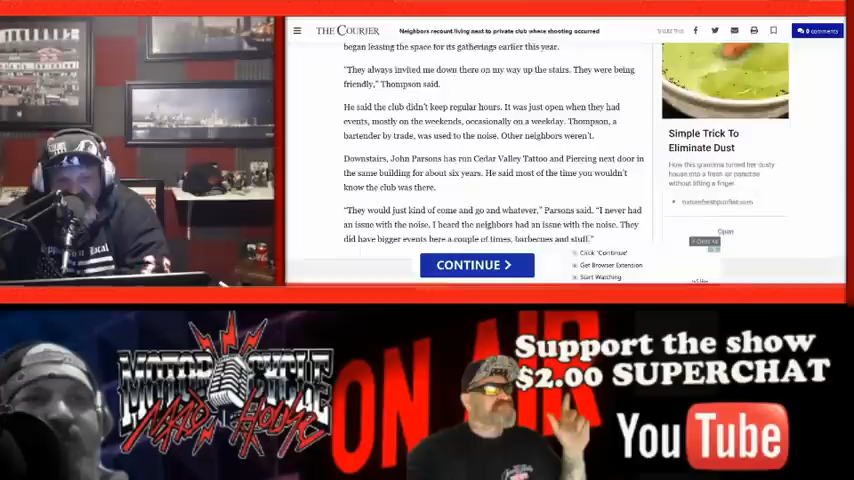 THE COURIER
Neighbors recount living next to private club where shooting occurred
SHARE THIS
0 comments
began leasing the space for its gatherings earlier this year.
“They always invited me down there on my way up the stairs. They were being
friendly,” Thompson said.
He said the club didn't keep regular hours. It was just open when they had
events, mostly on the weekends, occasionally on a weekday. Thompson, a
bartender by trade, was used to the noise. Other neighbors weren't.
Downstairs, John Parsons has run Cedar Valley Tattoo and Piercing next door in
the same building for about six years. He said most of the time you wouldn't
know the club was there.
“They would just kind of come and go and whatever,” Parsons said. “I never had
an issue with the noise. I heard the neighbors had an issue with the noise. They
did have bigger events here a couple of times, barbecues and stuff.”
Simple Trick To
Eliminate Dust
How this grandma turned her dusty
house into a fresh air paradise
without lifting a finger.
Open
CONTINUE >
Click 'Continue'
Get Browser Extension
Start Watching
MOTORCYCLE
MAD HOUSE
ON AIR
Support the show
$2.00 SUPERCHAT
YouTube